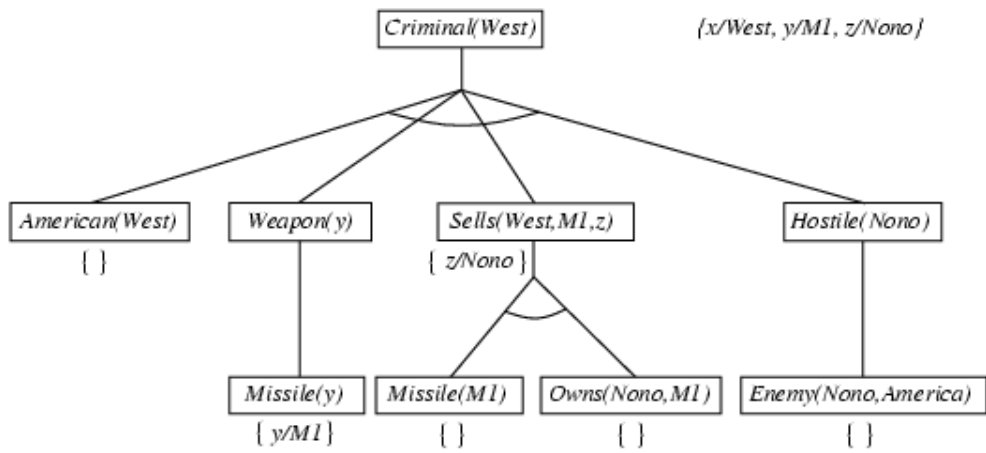 Criminal(West) {x/West, y/M1, z/Nono}
American(West) Weapon(y) Sells(West,M1,z) Hostile(Nono)
{ } { z/Nono }
Missile(y) Missile(M1) Owns(Nono,M1) Enemy(Nono,America)
{ y/M1} { } { } { }